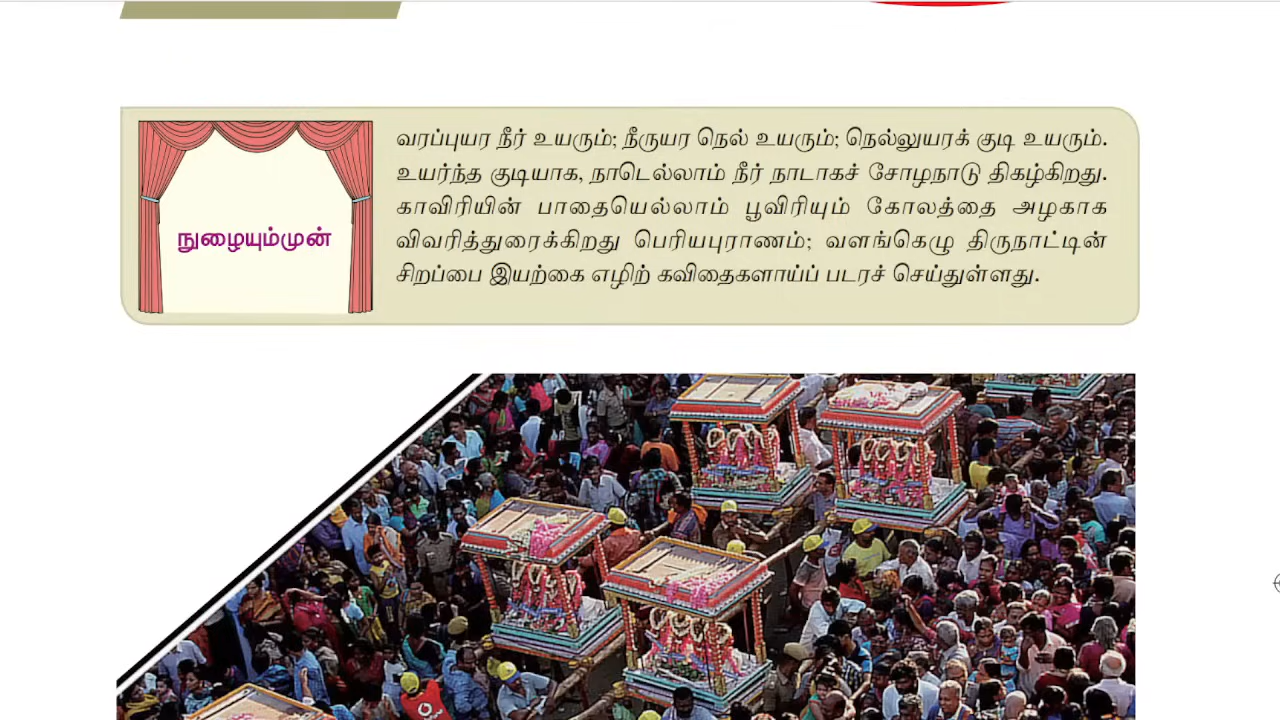 வரப்புயர நீர் உயரும்; நீருயர நெல் உயரும்; நெல்லுயரக் குடி உயரும்.
உயர்ந்த குடியாக, நாடெல்லாம் நீர் நாடாகச் சோழநாடு திகழ்கிறது.
காவிரியின் பாதையெல்லாம் பூவிரியும் கோலத்தை அழகாக
விவரித்துரைக்கிறது பெரியபுராணம்; வளங்கெழு திருநாட்டின்
சிறப்பை இயற்கை எழிற் கவிதைகளாய்ப் படரச் செய்துள்ளது.
நுழையும்முன்